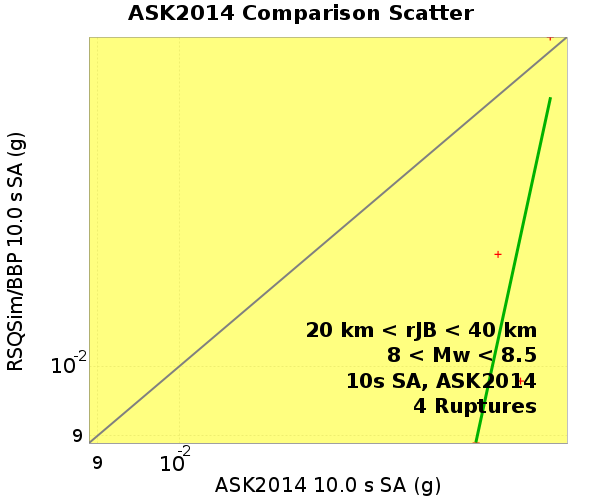 ASK2014 Comparison Scatter
RSQSim/BBP 10.0 s SA (g)
20 km < rJB < 40 km
8 < Mw < 8.5
10s SA, ASK2014
4 Ruptures
10-2
9
9
10-2
ASK2014 10.0 s SA (g)